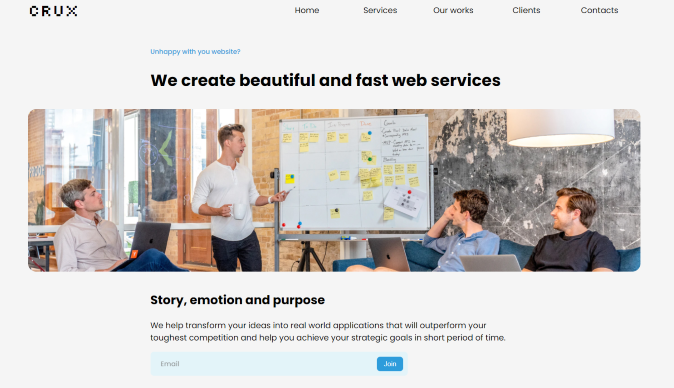 CRUX
Home Services Our works Clients Contacts
Unhappy with you website?
We create beautiful and fast web services
Story, emotion and purpose
We help transform your ideas into real world applications that will outperform your
toughest competition and help you achieve your strategic goals in short period of time.
Email Join